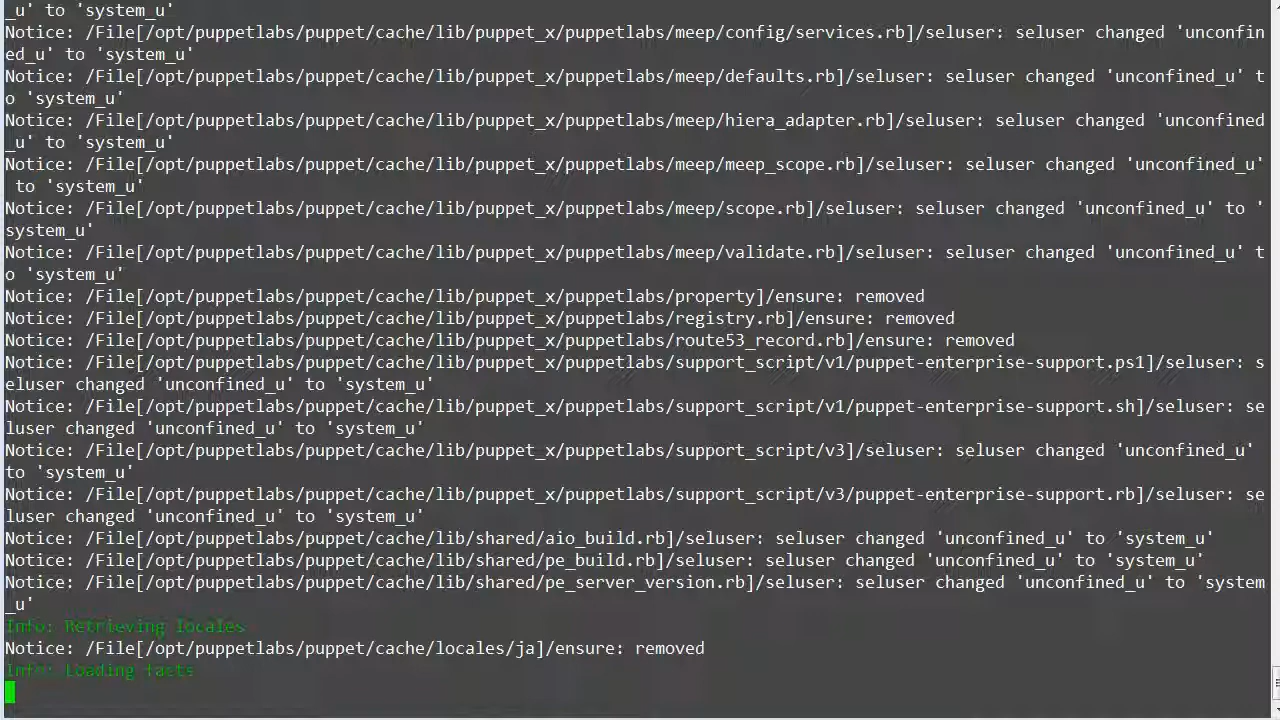 _u' to 'system_u'
Notice: /File[/opt/puppetlabs/puppet/cache/lib/puppet_x/puppetlabs/meep/config/services.rb]/seluser: seluser changed 'unconfin
ed_u' to 'system_u'
Notice: /File[/opt/puppetlabs/puppet/cache/lib/puppet_x/puppetlabs/meep/defaults.rb]/seluser: seluser changed 'unconfined_u' t
o 'system_u'
Notice: /File[/opt/puppetlabs/puppet/cache/lib/puppet_x/puppetlabs/meep/hiera_adapter.rb]/seluser: seluser changed 'unconfined
_u' to 'system_u'
Notice: /File[/opt/puppetlabs/puppet/cache/lib/puppet_x/puppetlabs/meep/meep_scope.rb]/seluser: seluser changed 'unconfined_u'
 to 'system_u'
Notice: /File[/opt/puppetlabs/puppet/cache/lib/puppet_x/puppetlabs/meep/scope.rb]/seluser: seluser changed 'unconfined_u' to '
system_u'
Notice: /File[/opt/puppetlabs/puppet/cache/lib/puppet_x/puppetlabs/meep/validate.rb]/seluser: seluser changed 'unconfined_u' t
o 'system_u'
Notice: /File[/opt/puppetlabs/puppet/cache/lib/puppet_x/puppetlabs/property]/ensure: removed
Notice: /File[/opt/puppetlabs/puppet/cache/lib/puppet_x/puppetlabs/registry.rb]/ensure: removed
Notice: /File[/opt/puppetlabs/puppet/cache/lib/puppet_x/puppetlabs/route53_record.rb]/ensure: removed
Notice: /File[/opt/puppetlabs/puppet/cache/lib/puppet_x/puppetlabs/support_script/v1/puppet-enterprise-support.ps1]/seluser: s
eluser changed 'unconfined_u' to 'system_u'
Notice: /File[/opt/puppetlabs/puppet/cache/lib/puppet_x/puppetlabs/support_script/v1/puppet-enterprise-support.sh]/seluser: se
luser changed 'unconfined_u' to 'system_u'
Notice: /File[/opt/puppetlabs/puppet/cache/lib/puppet_x/puppetlabs/support_script/v3]/seluser: seluser changed 'unconfined_u' 
to 'system_u'
Notice: /File[/opt/puppetlabs/puppet/cache/lib/puppet_x/puppetlabs/support_script/v3/puppet-enterprise-support.rb]/seluser: se
luser changed 'unconfined_u' to 'system_u'
Notice: /File[/opt/puppetlabs/puppet/cache/lib/shared/aio_build.rb]/seluser: seluser changed 'unconfined_u' to 'system_u'
Notice: /File[/opt/puppetlabs/puppet/cache/lib/shared/pe_build.rb]/seluser: seluser changed 'unconfined_u' to 'system_u'
Notice: /File[/opt/puppetlabs/puppet/cache/lib/shared/pe_server_version.rb]/seluser: seluser changed 'unconfined_u' to 'system
_u'
Info: Retrieving locales
Notice: /File[/opt/puppetlabs/puppet/cache/locales/ja]/ensure: removed
Info: Loading facts